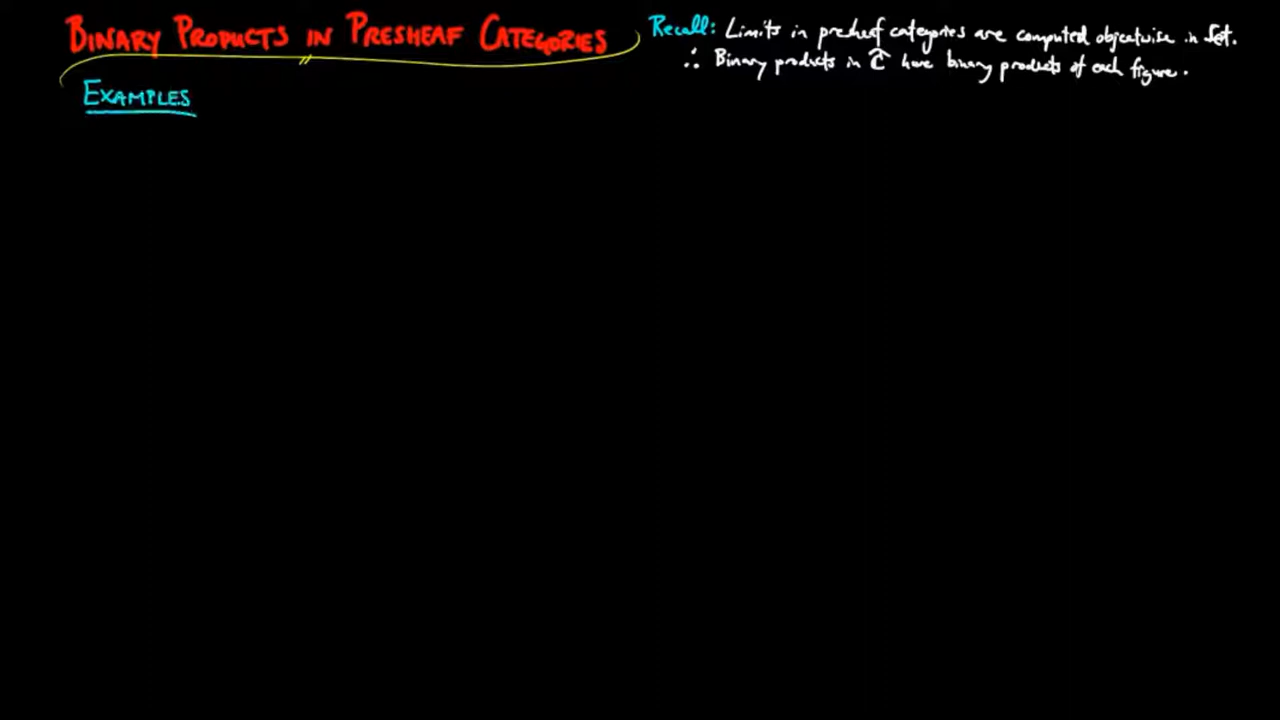 BINARY PRODUCTS IN PRESHEAF CATEGORIES
Recall: Limits in presheaf categories are computed objectwise in Set.
∴ Binary products in Ĉ have binary products of each figure.
EXAMPLES